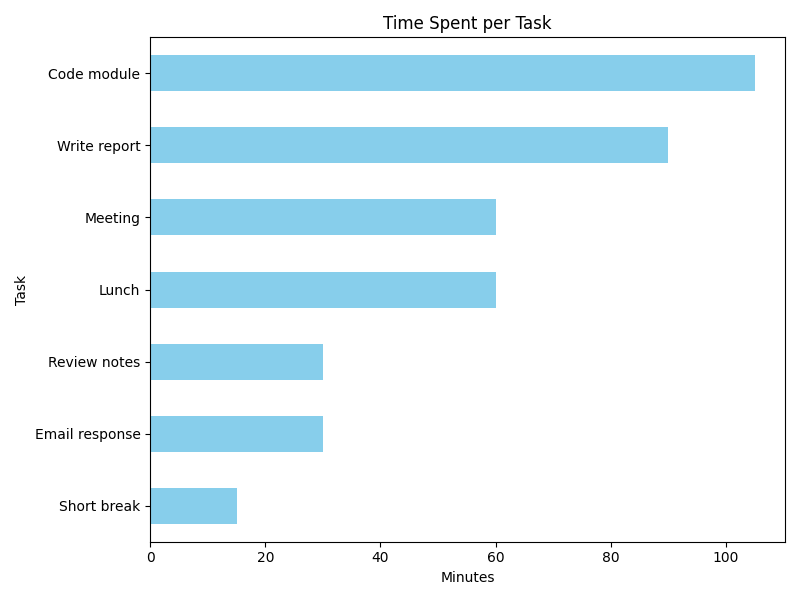 Time Spent per Task
Task
Code module
Write report
Meeting
Lunch
Review notes
Email response
Short break
0 20 40 60 80 100
Minutes